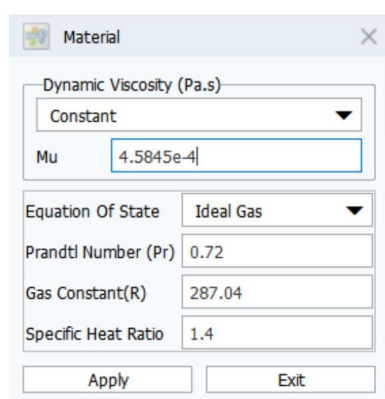 Material
Dynamic Viscosity (Pa.s)
Constant
Mu 4.5845e-4
Equation Of State Ideal Gas
Prandtl Number (Pr) 0.72
Gas Constant(R) 287.04
Specific Heat Ratio 1.4
Apply Exit